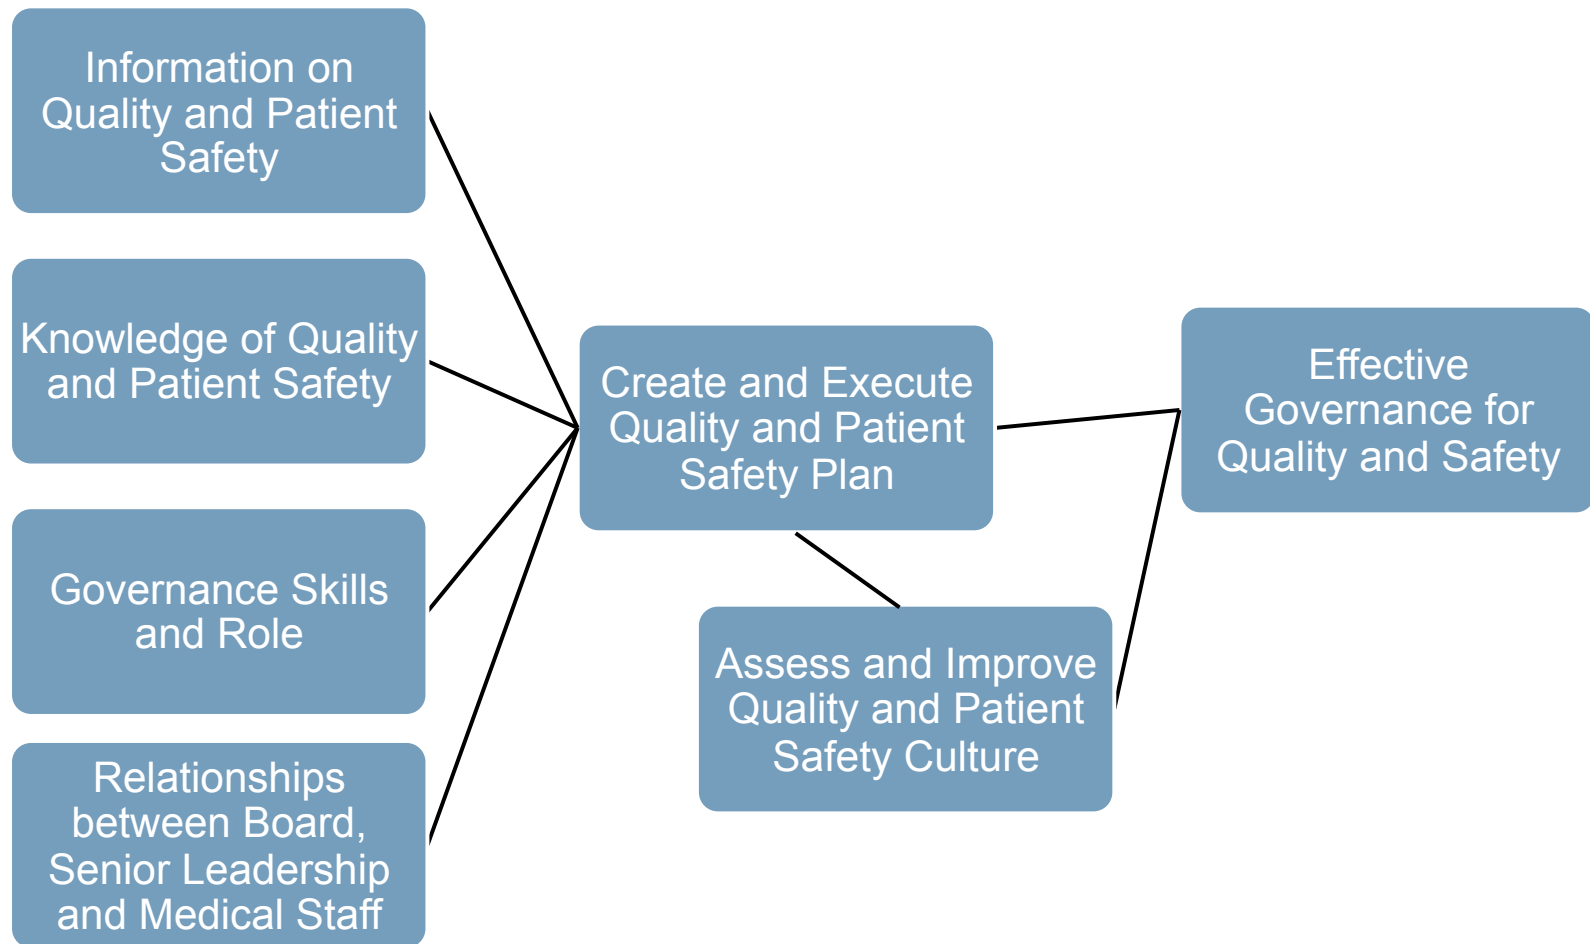 Information on
Quality and Patient
Safety
Knowledge of Quality
and Patient Safety
Governance Skills
and Role
Relationships
between Board,
Senior Leadership
and Medical Staff
Create and Execute
Quality and Patient
Safety Plan
Assess and Improve
Quality and Patient
Safety Culture
Effective
Governance for
Quality and Safety